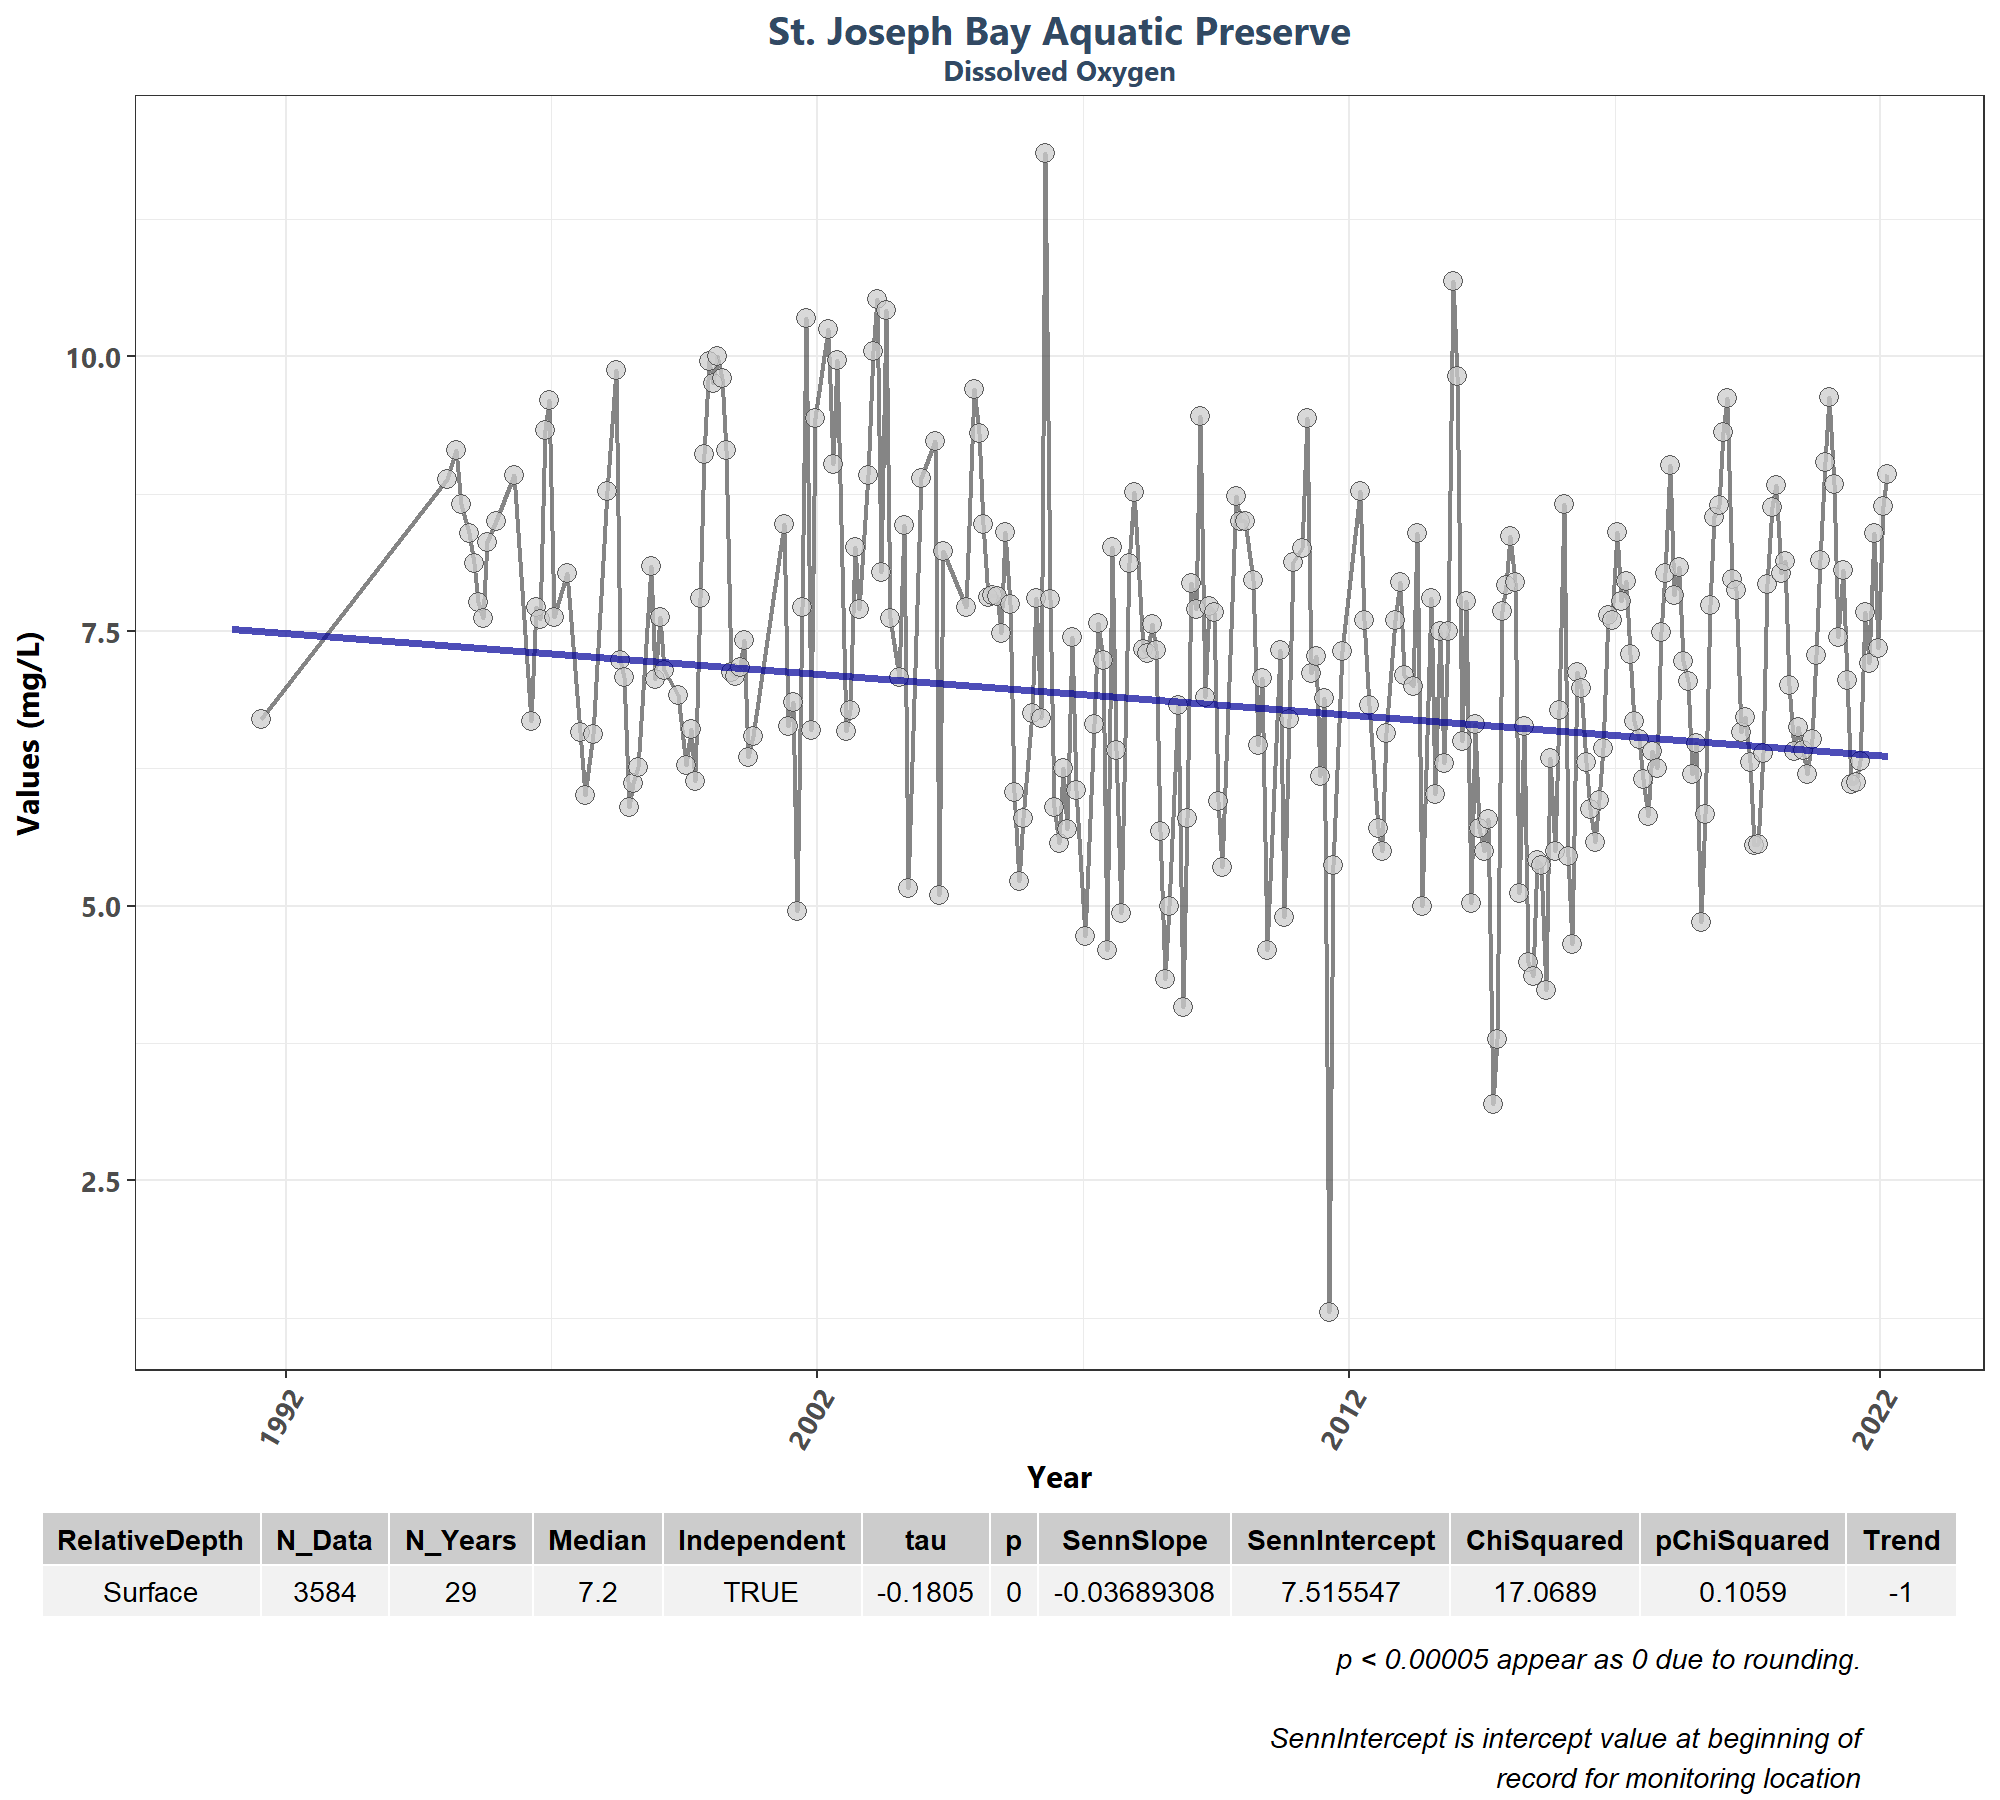 St. Joseph Bay Aquatic Preserve
Dissolved Oxygen
Values (mg/L)
10.0
7.5
5.0
2.5
1992 2002 2012 2022
Year
RelativeDepth N_Data N_Years Median Independent tau p SennSlope SennIntercept ChiSquared pChiSquared Trend
Surface 3584 29 7.2 TRUE -0.1805 0 -0.03689308 7.515547 17.0689 0.1059 -1
p < 0.00005 appear as 0 due to rounding.
SennIntercept is intercept value at beginning of
record for monitoring location